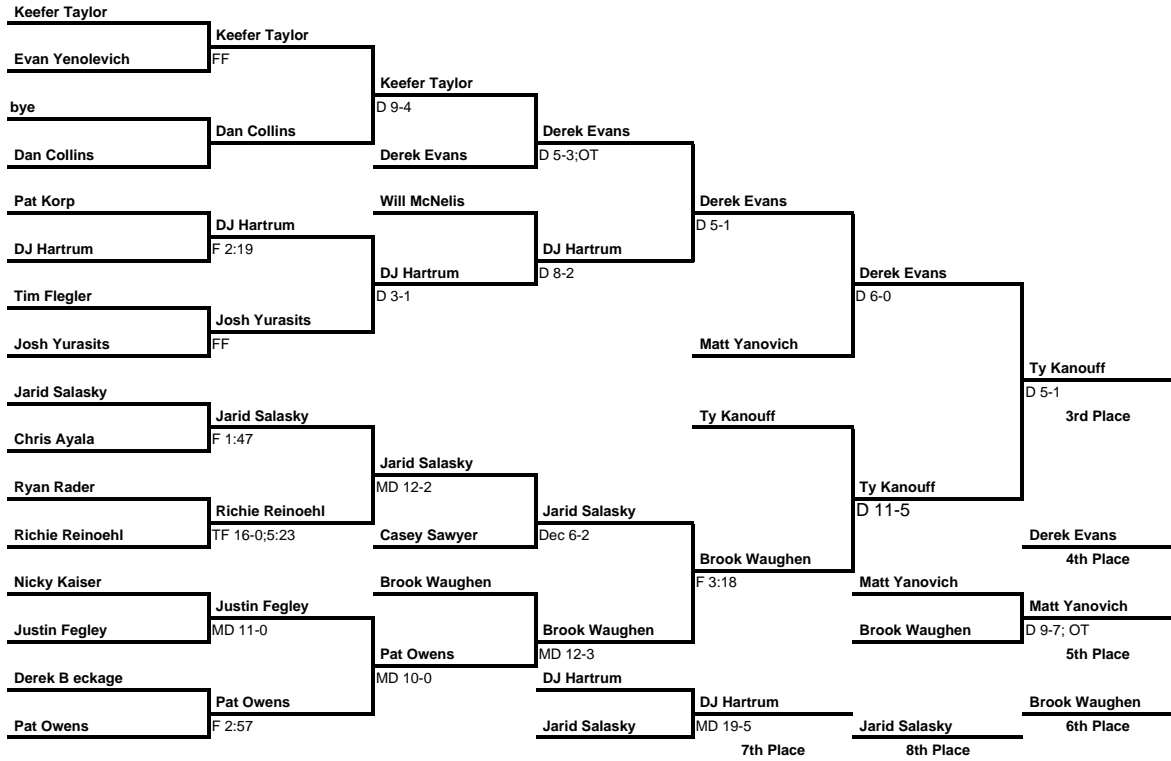 Keefer Taylor
Keefer Taylor
Evan Yenolevich
FF
Keefer Taylor
bye
D 9-4
Dan Collins
Derek Evans
Dan Collins
Derek Evans
D 5-3;OT
Pat Korp
Will McNelis
Derek Evans
DJ Hartrum
D 5-1
DJ Hartrum
F 2:19
DJ Hartrum
DJ Hartrum
D 8-2
Derek Evans
Tim Flegler
D 3-1
D 6-0
Josh Yurasits
Josh Yurasits
FF
Matt Yanovich
Ty Kanouff
Jarid Salasky
D 5-1
Jarid Salasky
Ty Kanouff
3rd Place
Chris Ayala
F 1:47
Jarid Salasky
Ryan Rader
MD 12-2
Ty Kanouff
Richie Reinoehl
Jarid Salasky
D 11-5
Richie Reinoehl
TF 16-0;5:23
Casey Sawyer
Dec 6-2
Derek Evans
Brook Waughen
4th Place
Nicky Kaiser
Brook Waughen
F 3:18
Matt Yanovich
Justin Fegley
Matt Yanovich
Justin Fegley
MD 11-0
Brook Waughen
Brook Waughen
D 9-7; OT
Pat Owens
MD 12-3
5th Place
Derek B eckage
MD 10-0
DJ Hartrum
Pat Owens
DJ Hartrum
Brook Waughen
Pat Owens
F 2:57
Jarid Salasky
MD 19-5
Jarid Salasky
6th Place
7th Place
8th Place